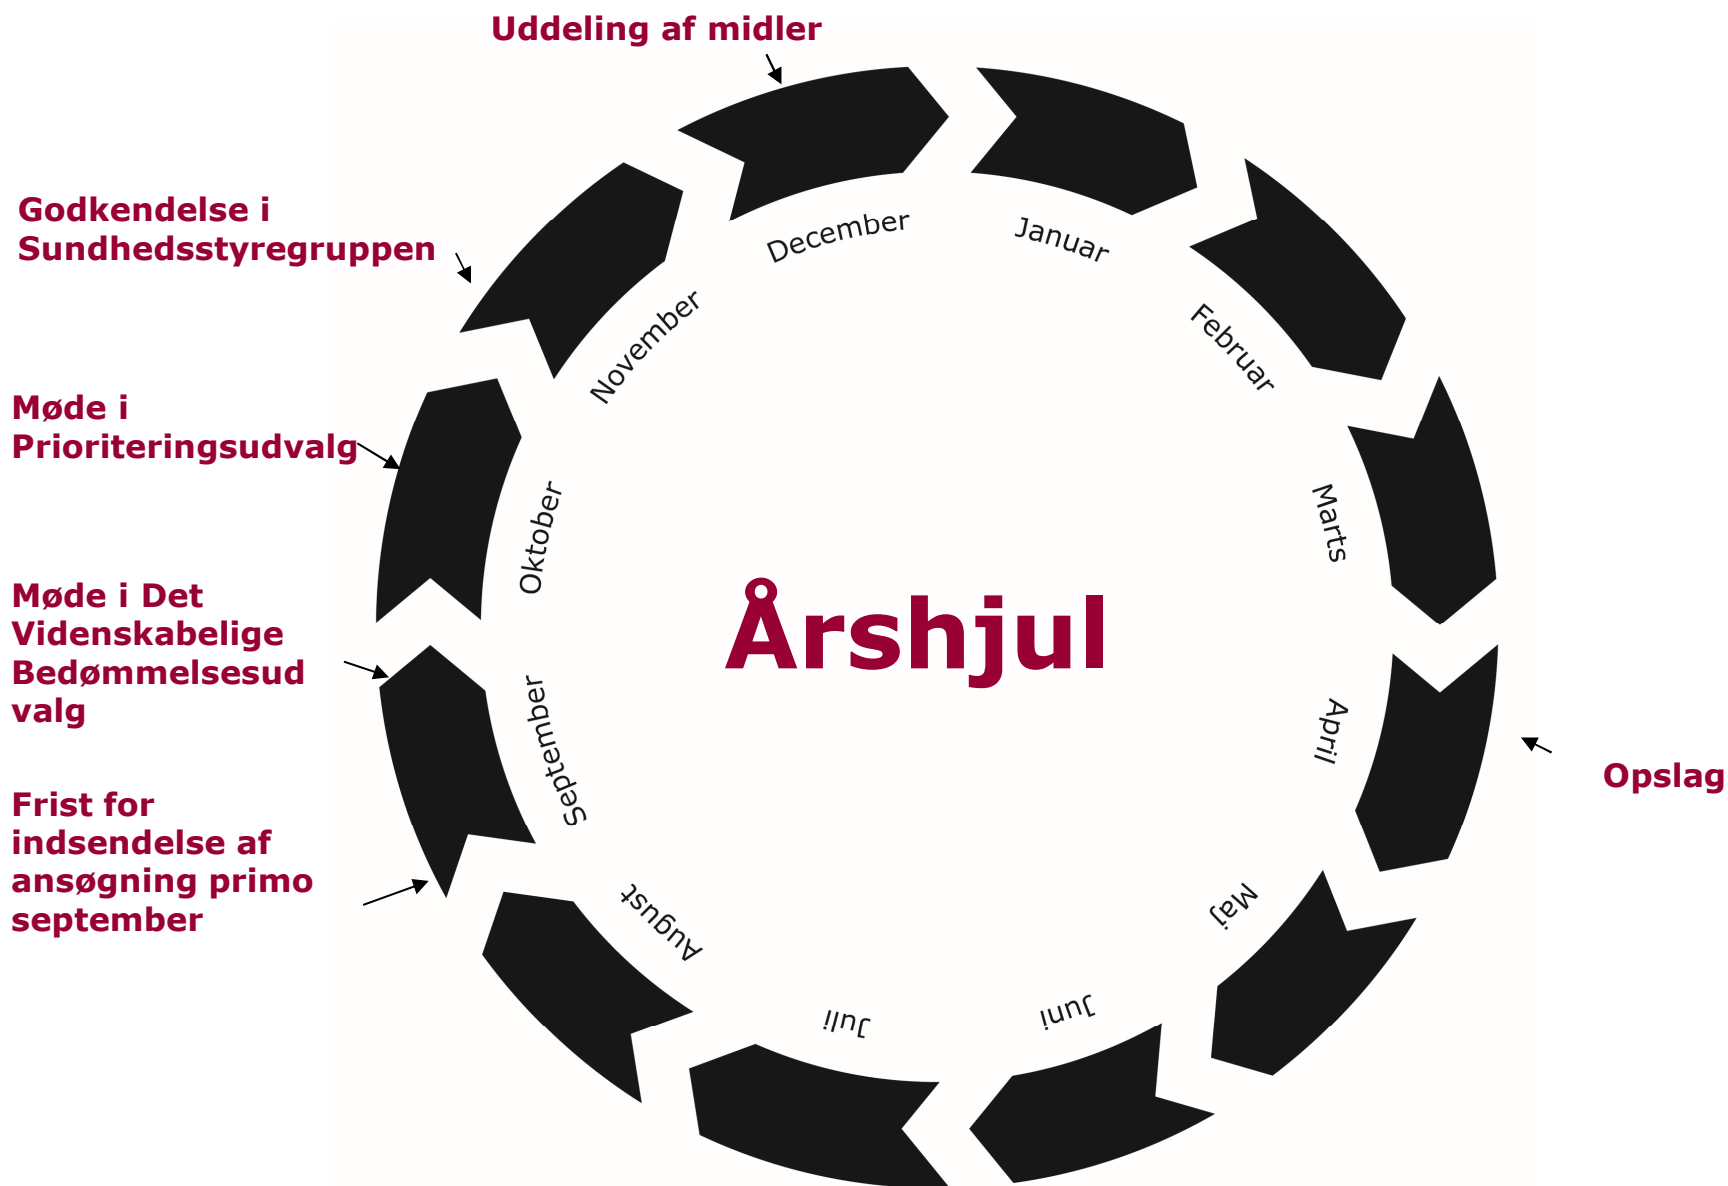 Uddeling af midler
Godkendelse i
Sundhedsstyregruppen
Møde i
Prioriteringsudvalg
Møde i Det
Videnskabelige
Bedømmelsesud
valg
Frist for
indsendelse af
ansøgning primo
september
Årshjul
Januar
Februar
Marts
April
Maj
Juni
Juli
August
September
Oktober
November
December
Opslag